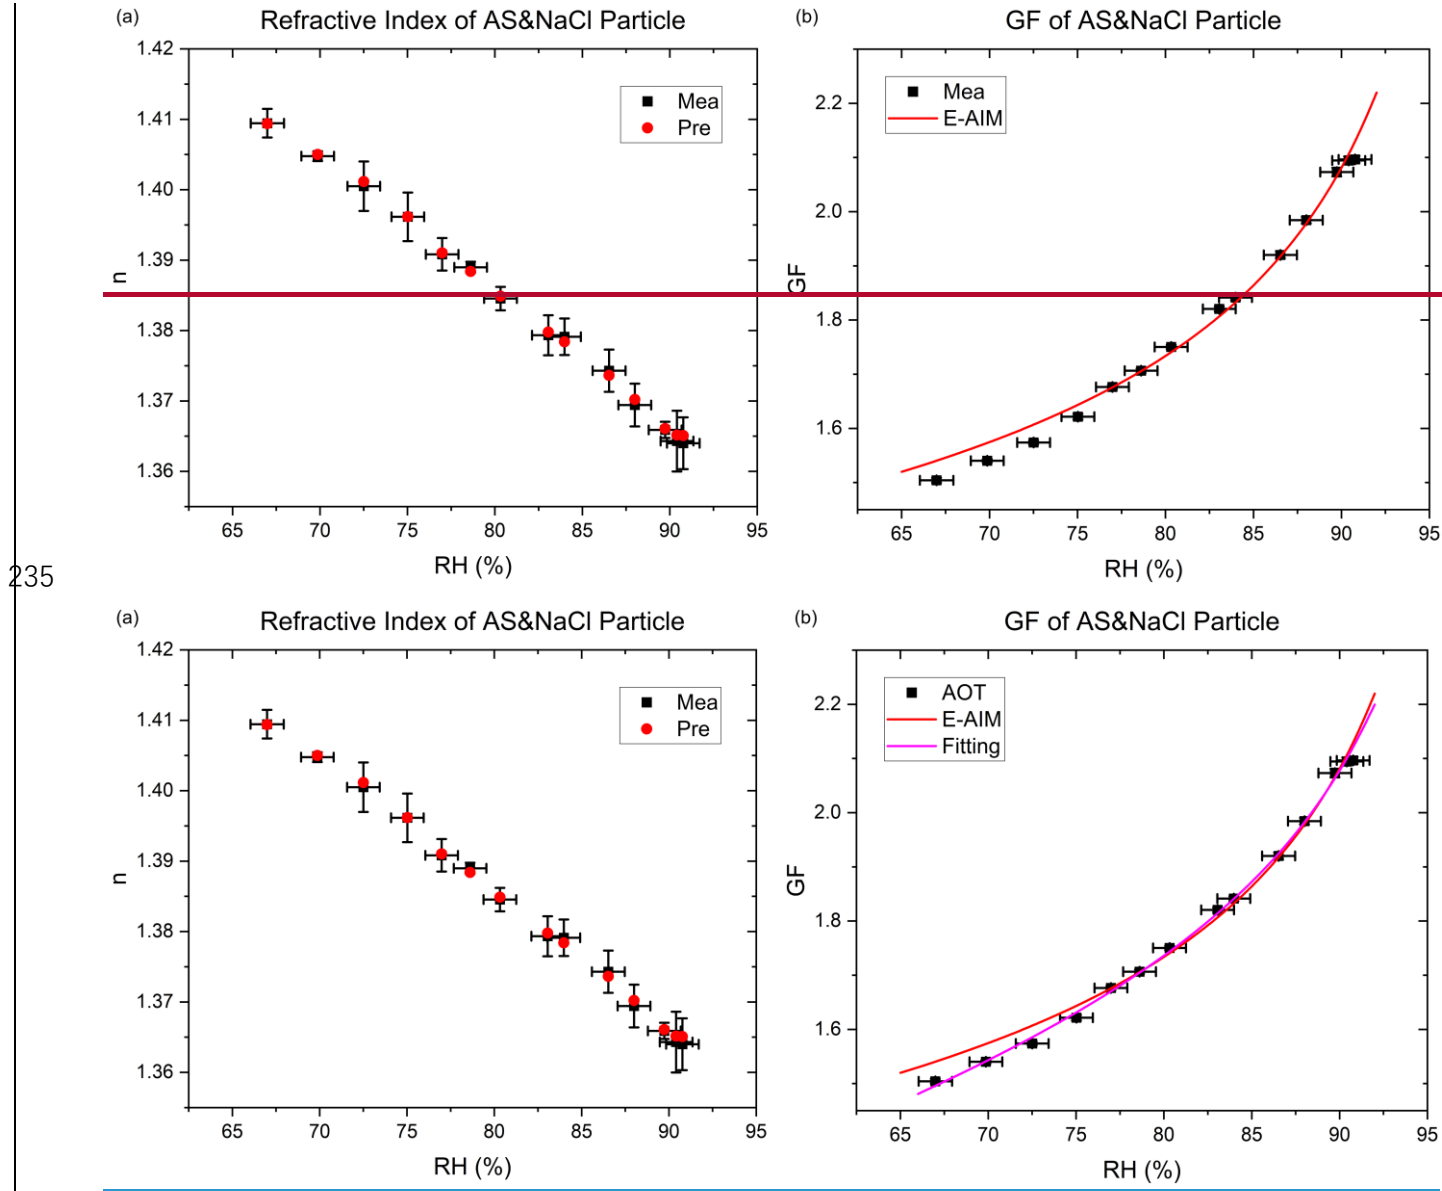 (a) Refractive Index of AS&NaCl Particle
1.42
1.41
1.40
1.39
1.38
1.37
1.36
n
Mea
Pre
65 70 75 80 85 90 95
RH (%)
(b) GF of AS&NaCl Particle
2.2
2.0
1.8
1.6
GF
Mea
E-AIM
65 70 75 80 85 90 95
RH (%)
235
(a) Refractive Index of AS&NaCl Particle
1.42
1.41
1.40
1.39
1.38
1.37
1.36
n
Mea
Pre
65 70 75 80 85 90 95
RH (%)
(b) GF of AS&NaCl Particle
2.2
2.0
1.8
1.6
GF
AOT
E-AIM
Fitting
65 70 75 80 85 90 95
RH (%)